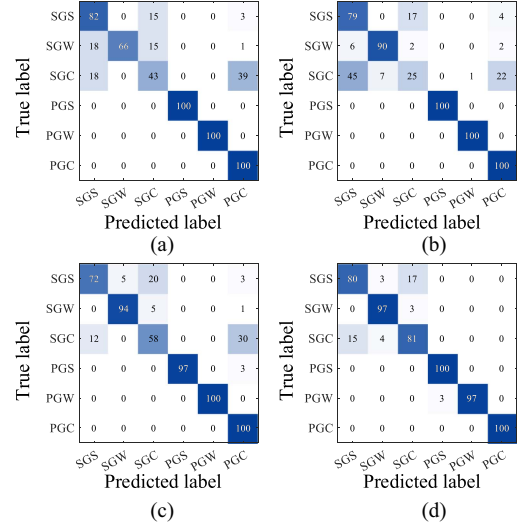 SGS 82 0 15 0 0 3
SGW 18 66 15 0 0 1
SGC 18 0 43 0 0 39
PGS 0 0 0 100 0 0
PGW 0 0 0 0 100 0
PGC 0 0 0 0 0 100
True label
SGS SGW SGC PGS PGW PGC
Predicted label
(a)
SGS 79 0 17 0 0 4
SGW 6 90 2 0 0 2
SGC 45 7 25 0 1 22
PGS 0 0 0 100 0 0
PGW 0 0 0 0 100 0
PGC 0 0 0 0 0 100
True label
SGS SGW SGC PGS PGW PGC
Predicted label
(b)
SGS 72 5 20 0 0 3
SGW 0 94 5 0 0 1
SGC 12 0 58 0 0 30
PGS 0 0 0 97 0 3
PGW 0 0 0 0 100 0
PGC 0 0 0 0 0 100
True label
SGS SGW SGC PGS PGW PGC
Predicted label
(c)
SGS 80 3 17 0 0 0
SGW 0 97 3 0 0 0
SGC 15 4 81 0 0 0
PGS 0 0 0 100 0 0
PGW 0 0 0 3 97 0
PGC 0 0 0 0 0 100
True label
SGS SGW SGC PGS PGW PGC
Predicted label
(d)